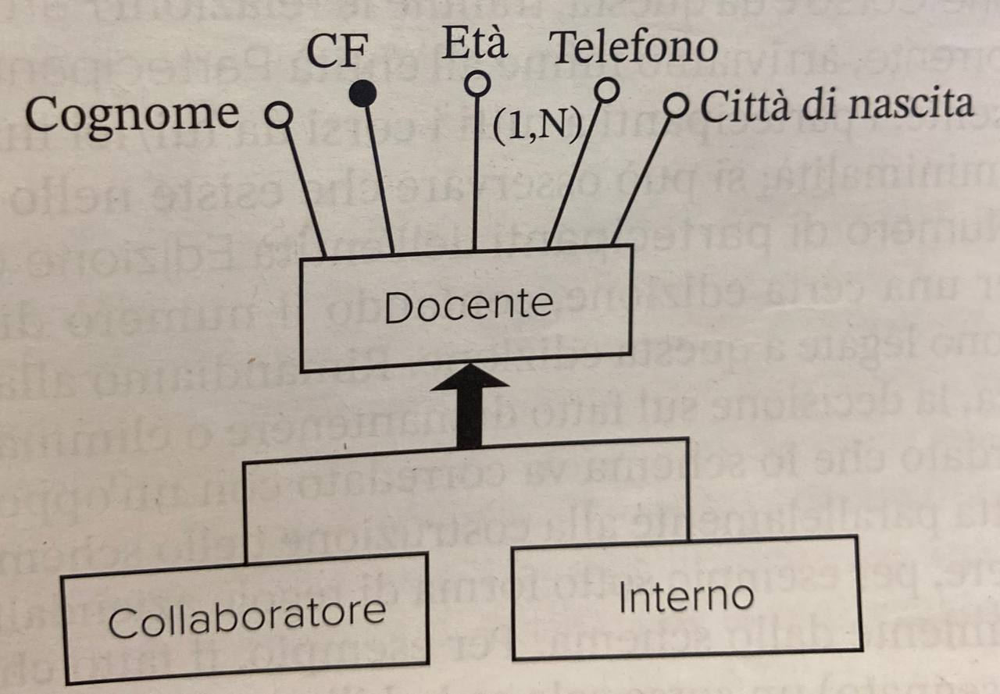 CF
Età
Telefono
Cognome
(1,N)
Città di nascita
Docente
Collaboratore
Interno